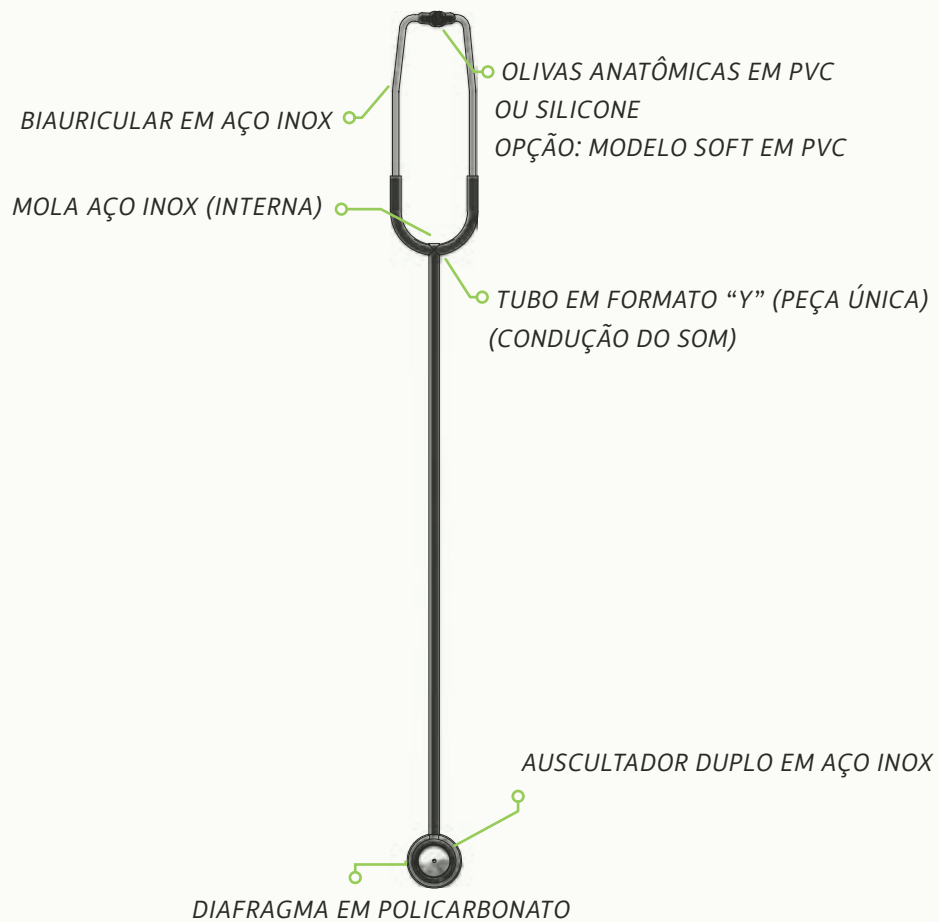 OLIVAS ANATÔMICAS EM PVC
OU SILICONE
OPÇÃO: MODELO SOFT EM PVC
BIAURICULAR EM AÇO INOX
MOLA AÇO INOX (INTERNA)
TUBO EM FORMATO “Y” (PEÇA ÚNICA)
(CONDUÇÃO DO SOM)
AUSCULTADOR DUPLO EM AÇO INOX
DIAFRAGMA EM POLICARBONATO